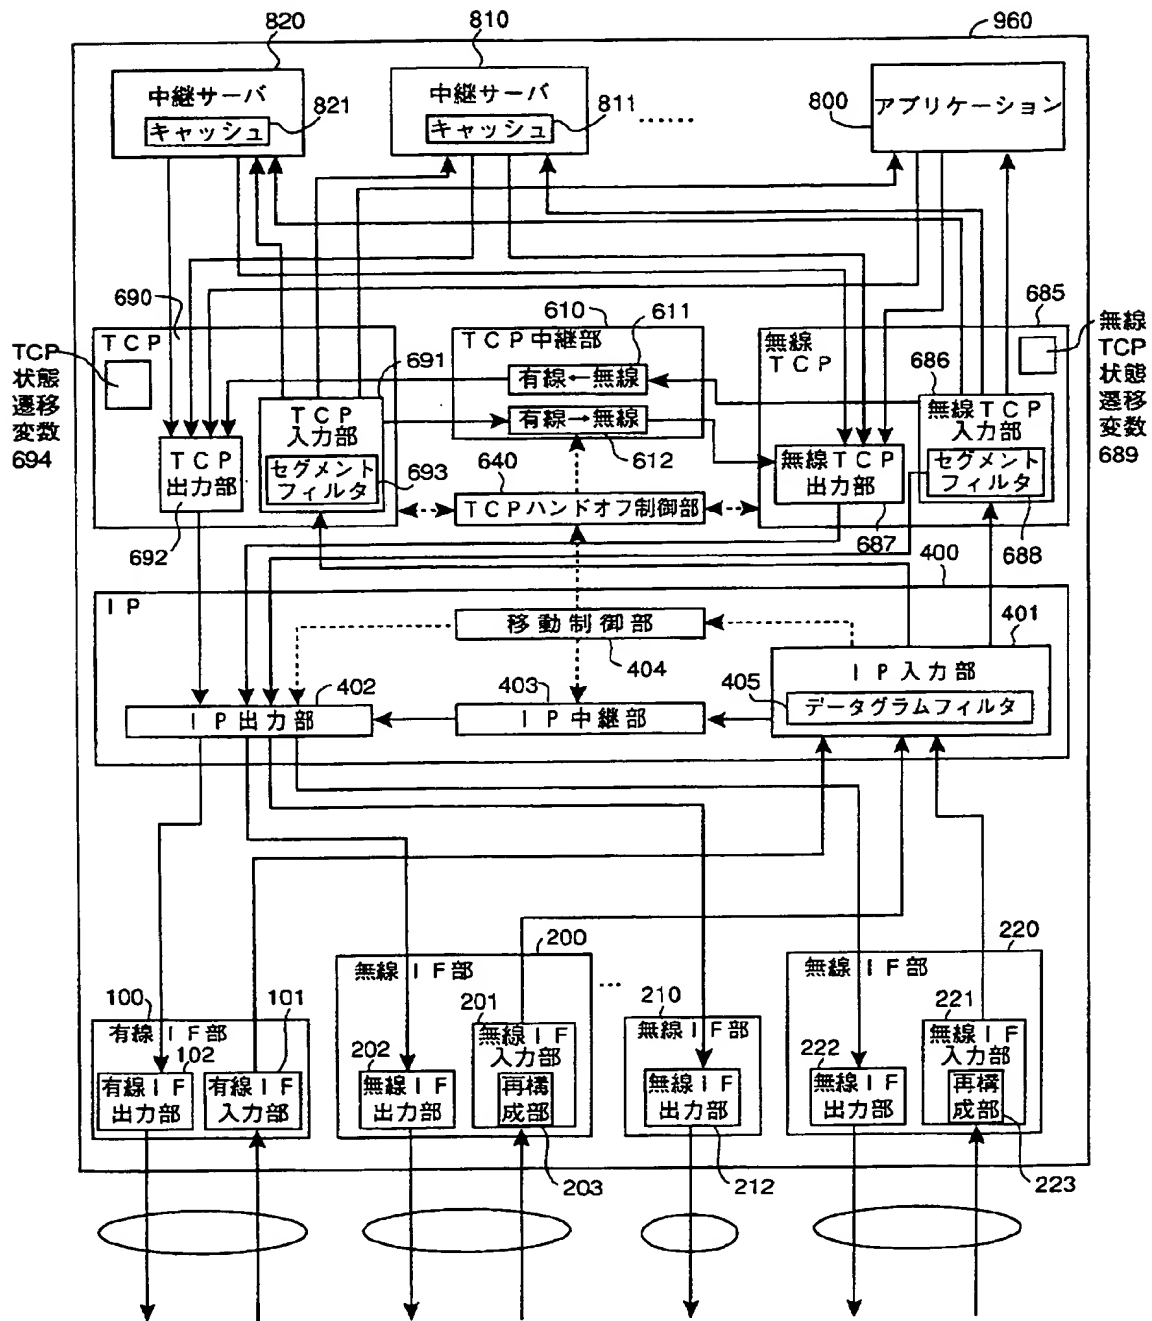 820
810
960
中継サーバ
821
キャッシュ
中継サーバ
811
キャッシュ
……
800
アプリケーション
690
610
611
685
TCP
状態
遷移
変数
694
TCP
691
TCP
入力部
セグメント
フィルタ
693
TCP
出力部
692
TCP中継部
有線←無線
有線→無線
612
640
TCPハンドオフ制御部
無線
TCP
686
無線TCP
入力部
セグメント
フィルタ
688
無線TCP
出力部
687
無線
TCP
状態
遷移
変数
689
400
IP
移動制御部
404
401
IP入力部
405
データグラムフィルタ
402
IP出力部
403
IP中継部
100
有線IF部
101
102
有線IF
出力部
有線IF
入力部
200
無線IF部
201
無線IF
入力部
再構
成部
203
202
無線IF
出力部
…
210
無線IF部
無線IF
出力部
212
220
無線IF部
221
無線IF
入力部
再構
成部
223
222
無線IF
出力部